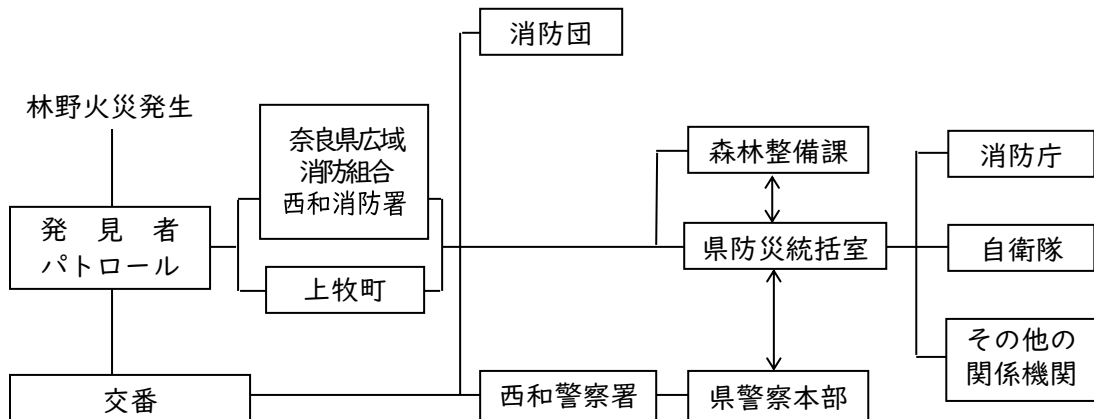 消防団
林野火災発生
奈良県広域
消防組合
西和消防署
森林整備課
消防庁
発　見　者
パトロール
県防災統括室
自衛隊
上牧町
その他の
関係機関
交番
西和警察署
県警察本部